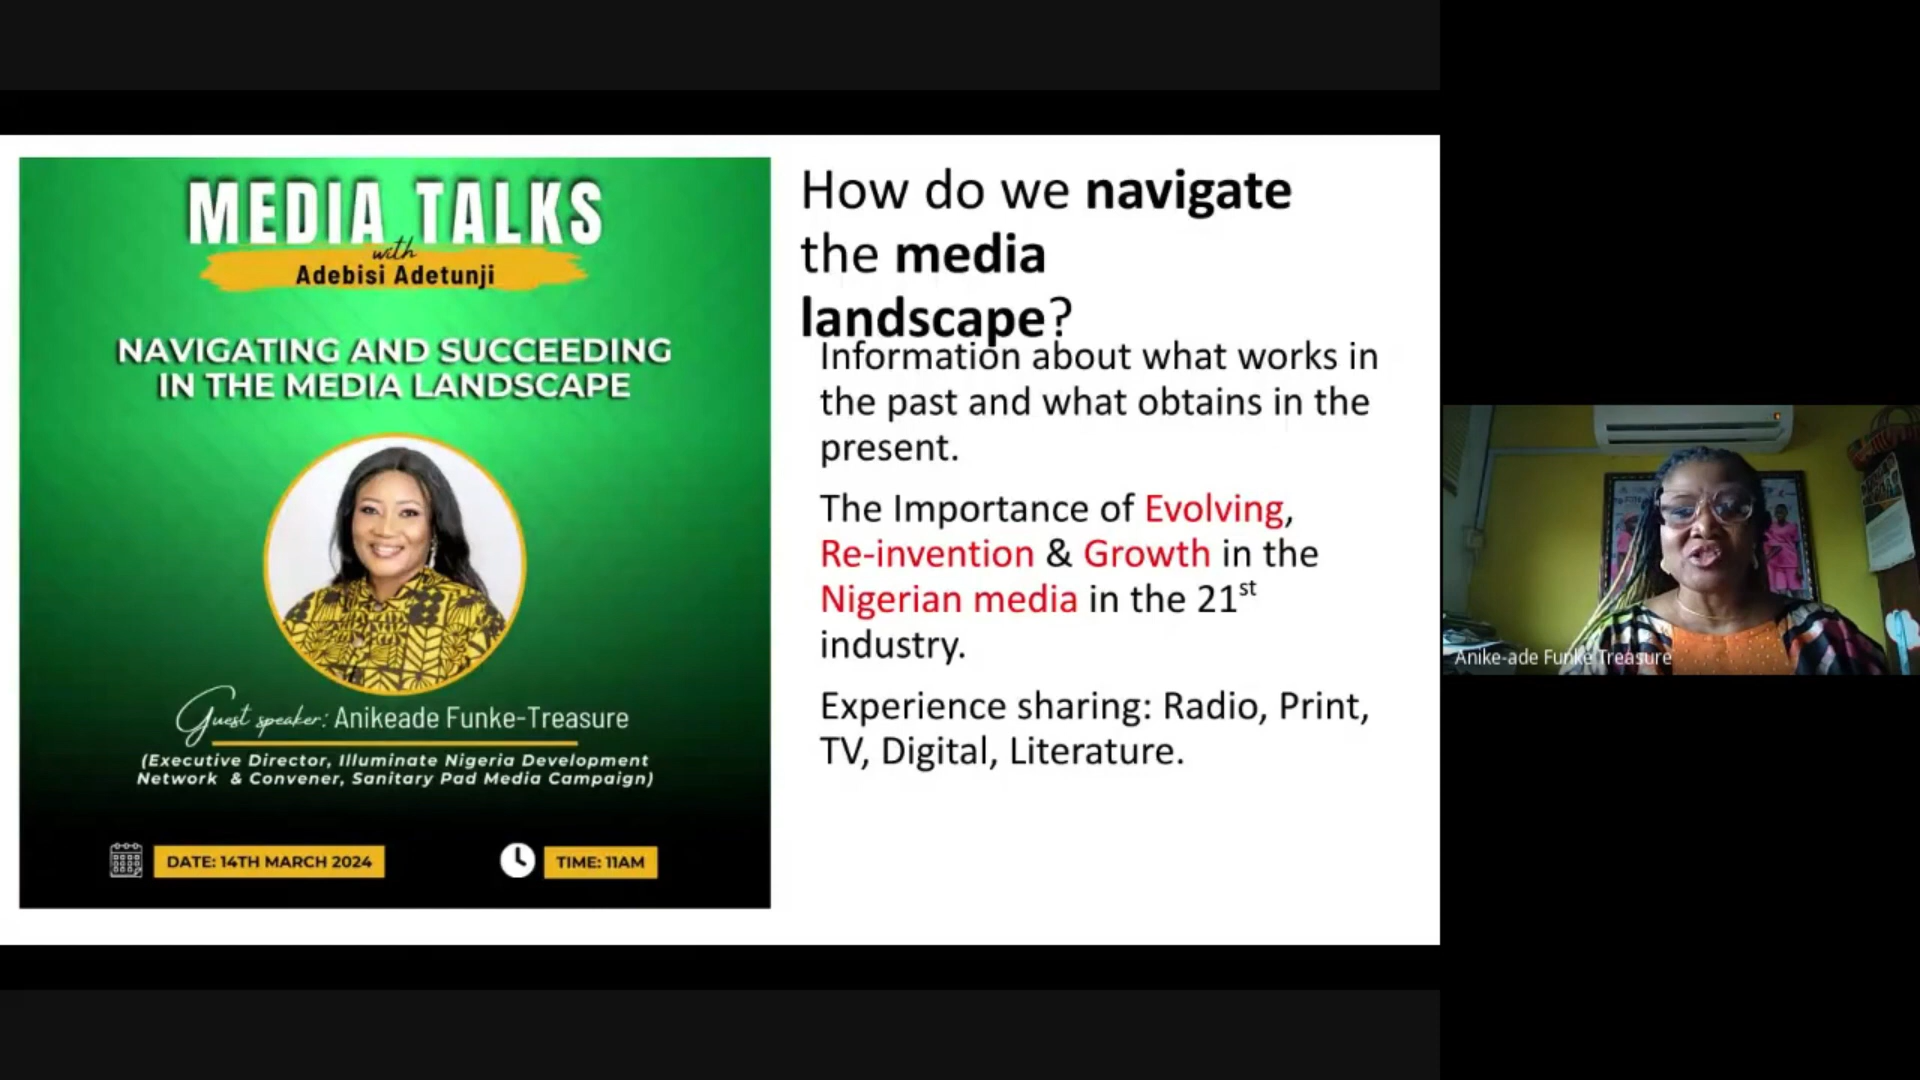 MEDIA TALKS
with
Adebisi Adetunji
NAVIGATING AND SUCCEEDING
IN THE MEDIA LANDSCAPE
Guest speaker: Anikeade Funke-Treasure
(Executive Director, Illuminate Nigeria Development
Network & Convener, Sanitary Pad Media Campaign)
DATE: 14TH MARCH 2024
TIME: 11AM
How do we navigate
the media
landscape?
Information about what works in
the past and what obtains in the
present.
The Importance of Evolving,
Re-invention & Growth in the
Nigerian media in the 21st
industry.
Experience sharing: Radio, Print,
TV, Digital, Literature.
Anike-ade Funke Treasure